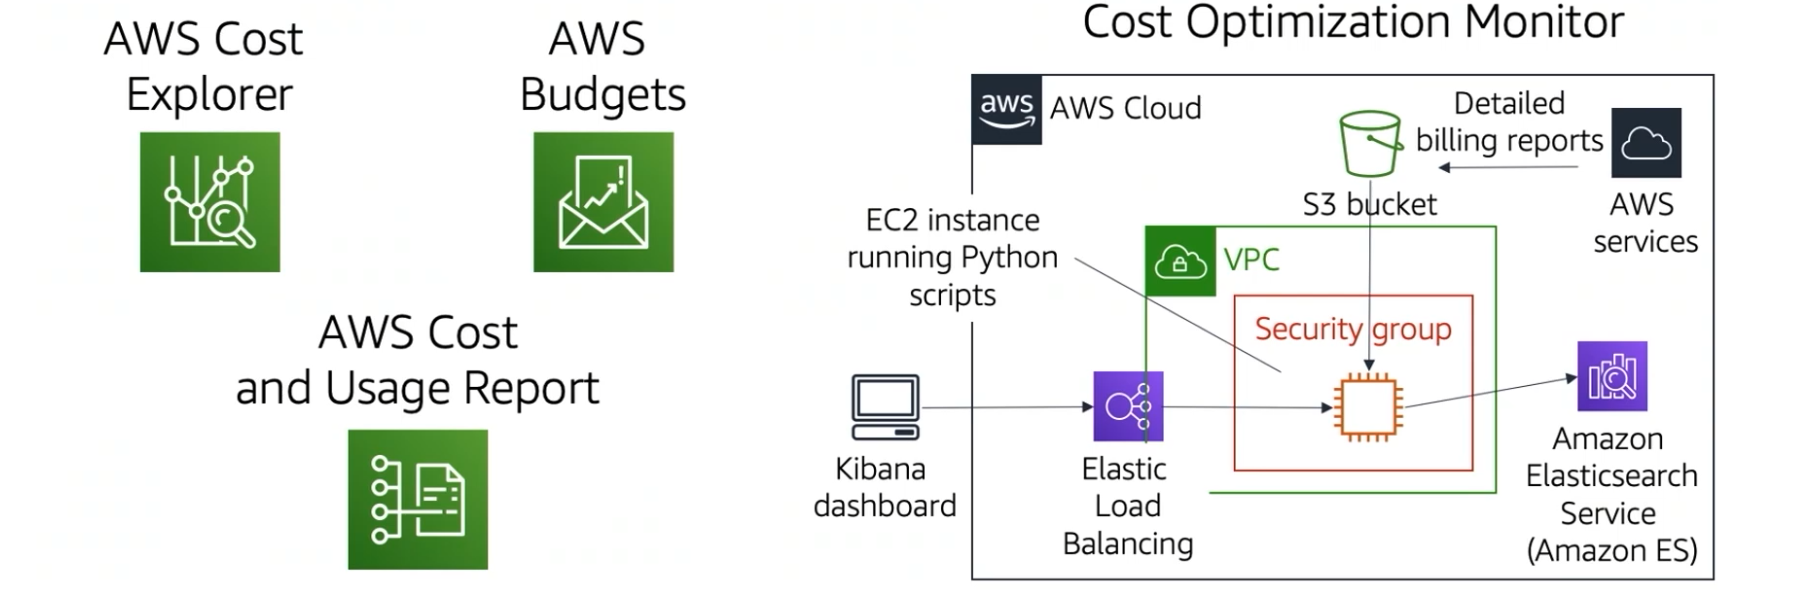 AWS Cost
Explorer
AWS
Budgets
AWS Cost
and Usage Report
Cost Optimization Monitor
aws
AWS Cloud
Detailed
billing reports
S3 bucket
AWS
services
EC2 instance
running Python
scripts
VPC
Security group
Kibana
dashboard
Elastic
Load
Balancing
Amazon
Elasticsearch
Service
(Amazon ES)